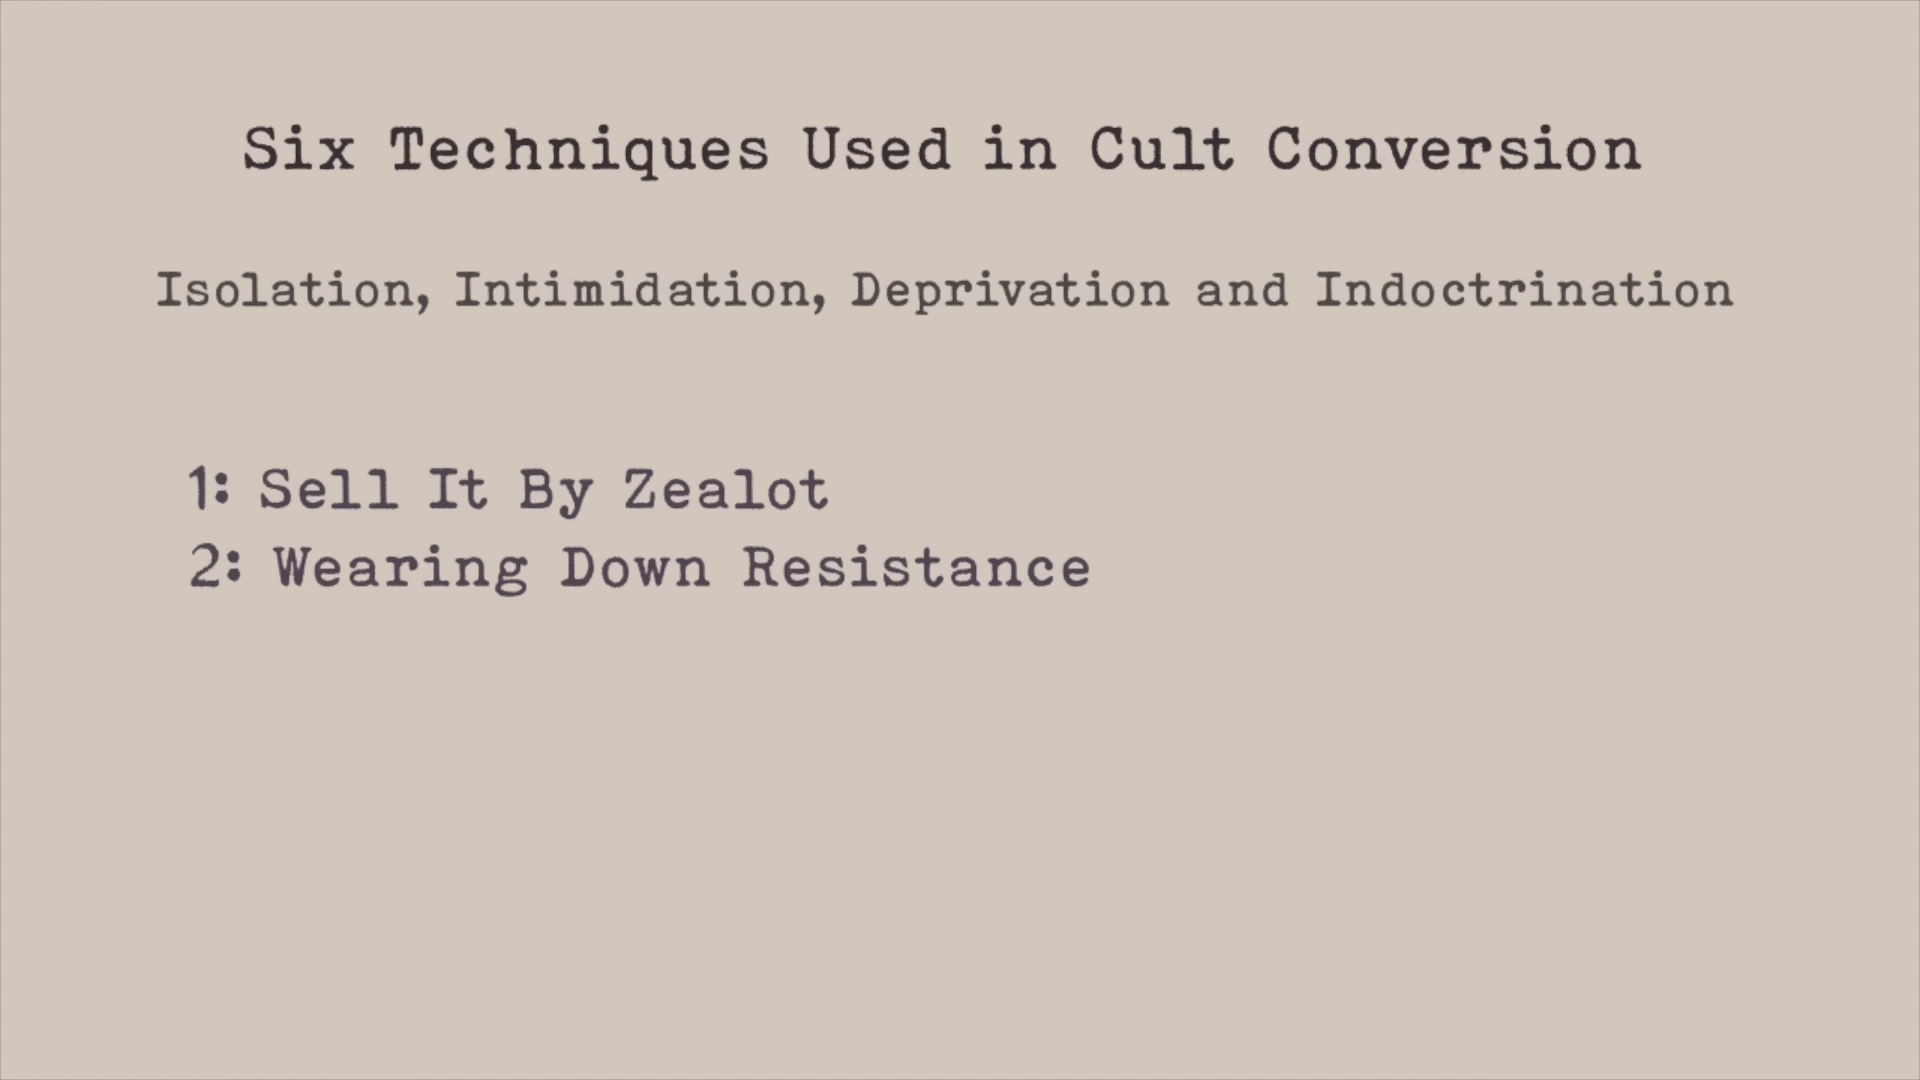 Six Techniques Used in Cult Conversion
Isolation, Intimidation, Deprivation and Indoctrination
1: Sell It By Zealot
2: Wearing Down Resistance